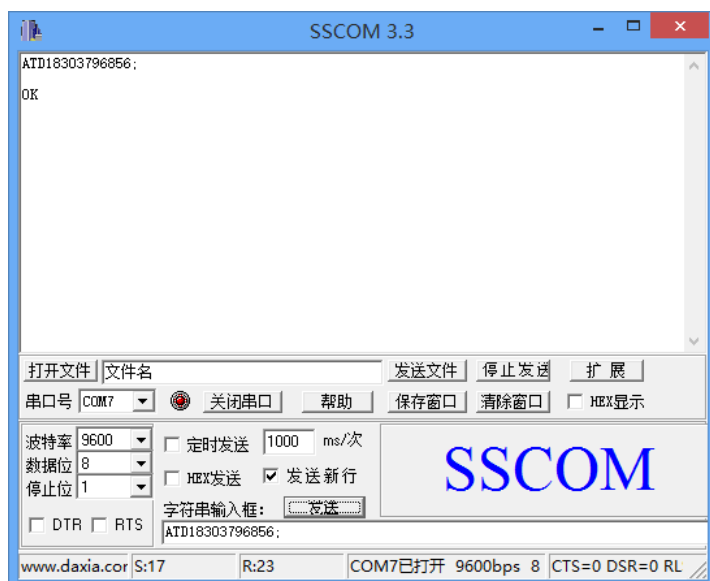 SSCOM 3.3
ATD18303796856;
OK
打开文件 文件名 发送文件 停止发送 扩展
串口号 COM7 关闭串口 帮助 保存窗口 清除窗口 HEX显示
波特率 9600 定时发送 1000 ms/次
数据位 8 HEX发送 发送新行
停止位 1
SSCOM
字符串输入框: 发送
DTR RTS ATD18303796856;
www.daxia.cor S:17 R:23 COM7已打开 9600bps 8 CTS=0 DSR=0 RL